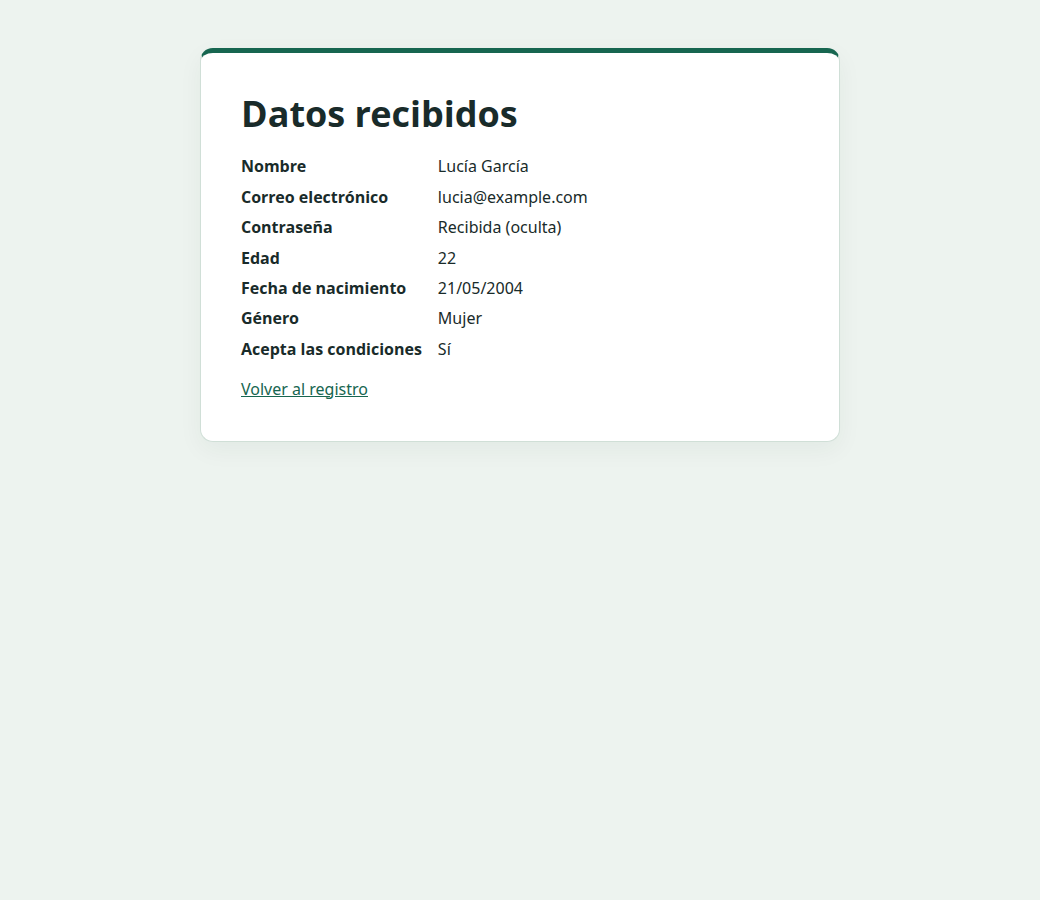 Datos recibidos
Nombre Lucía García
Correo electrónico lucia@example.com
Contraseña Recibida (oculta)
Edad 22
Fecha de nacimiento 21/05/2004
Género Mujer
Acepta las condiciones Sí
Volver al registro